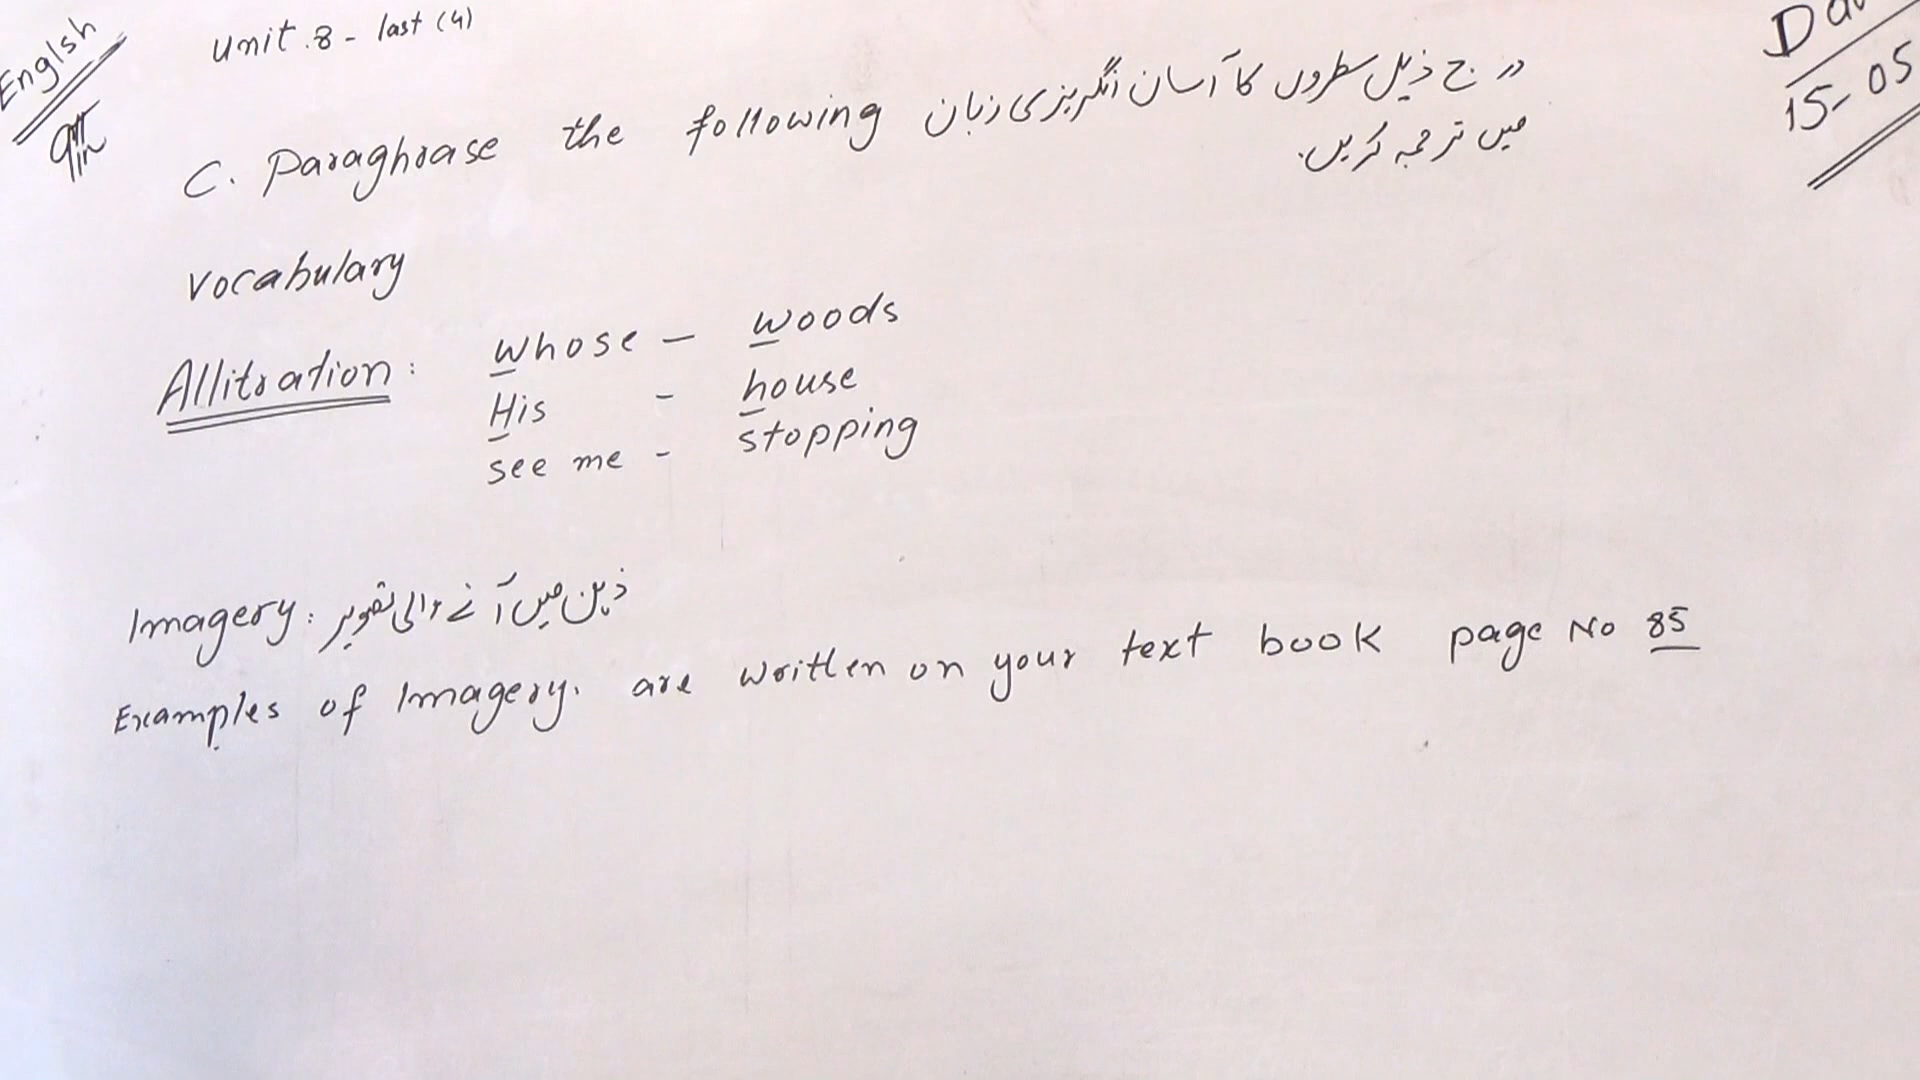 Englsh
9th
unit.8 - last (4)
15-05
C. Paraghrase the following درج ذیل سطروں کا آسان انگریزی زبان
میں ترجمہ کریں.
vocabulary
Allitration: whose - woods
His - house
see me - stopping
Imagery: ذہن میں آنے والی تصویر
Examples of Imagery. are written on your text book page No 85